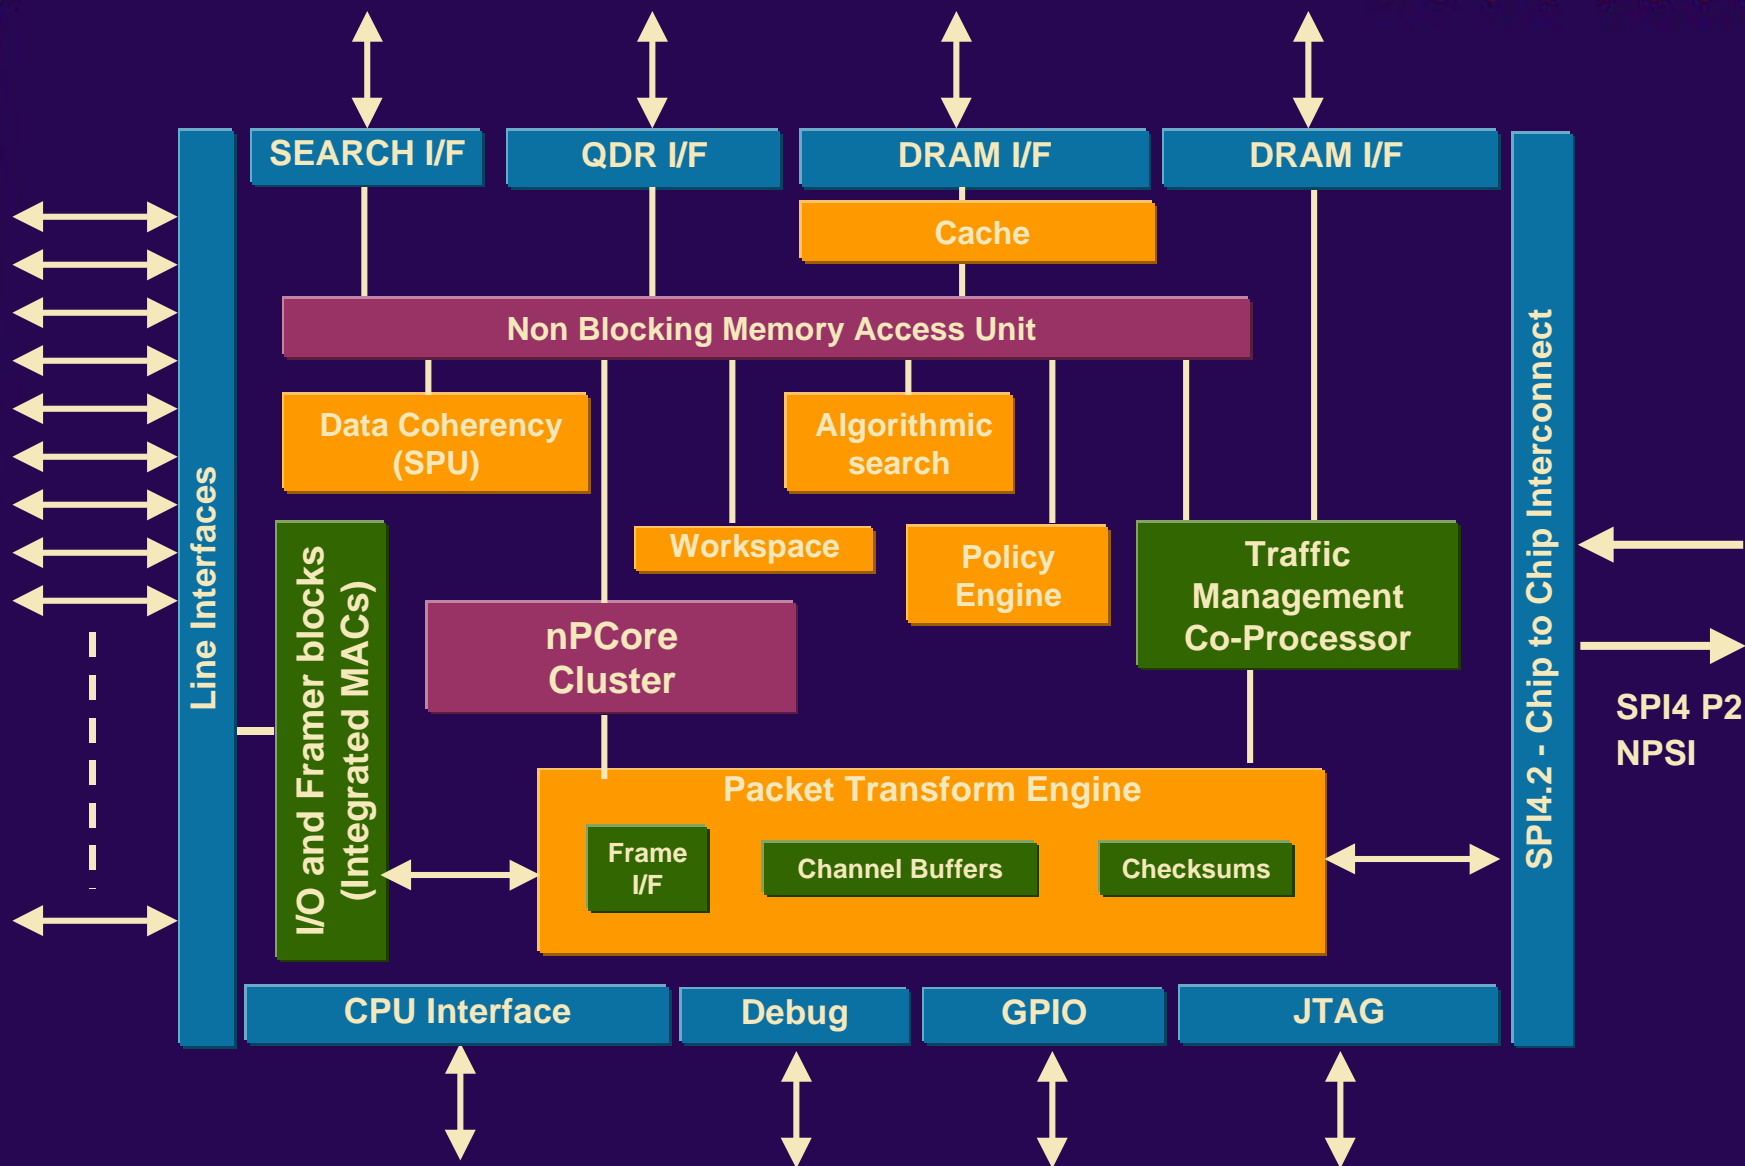 SEARCH I/F
QDR I/F
DRAM I/F
DRAM I/F
Cache
Non Blocking Memory Access Unit
Data Coherency
(SPU)
Algorithmic
search
Line Interfaces
I/O and Framer blocks
(Integrated MACs)
Workspace
Policy
Engine
Traffic
Management
Co-Processor
nPCore
Cluster
SPI4.2 - Chip to Chip Interconnect
SPI4 P2
NPSI
Packet Transform Engine
Frame
I/F
Channel Buffers
Checksums
CPU Interface
Debug
GPIO
JTAG